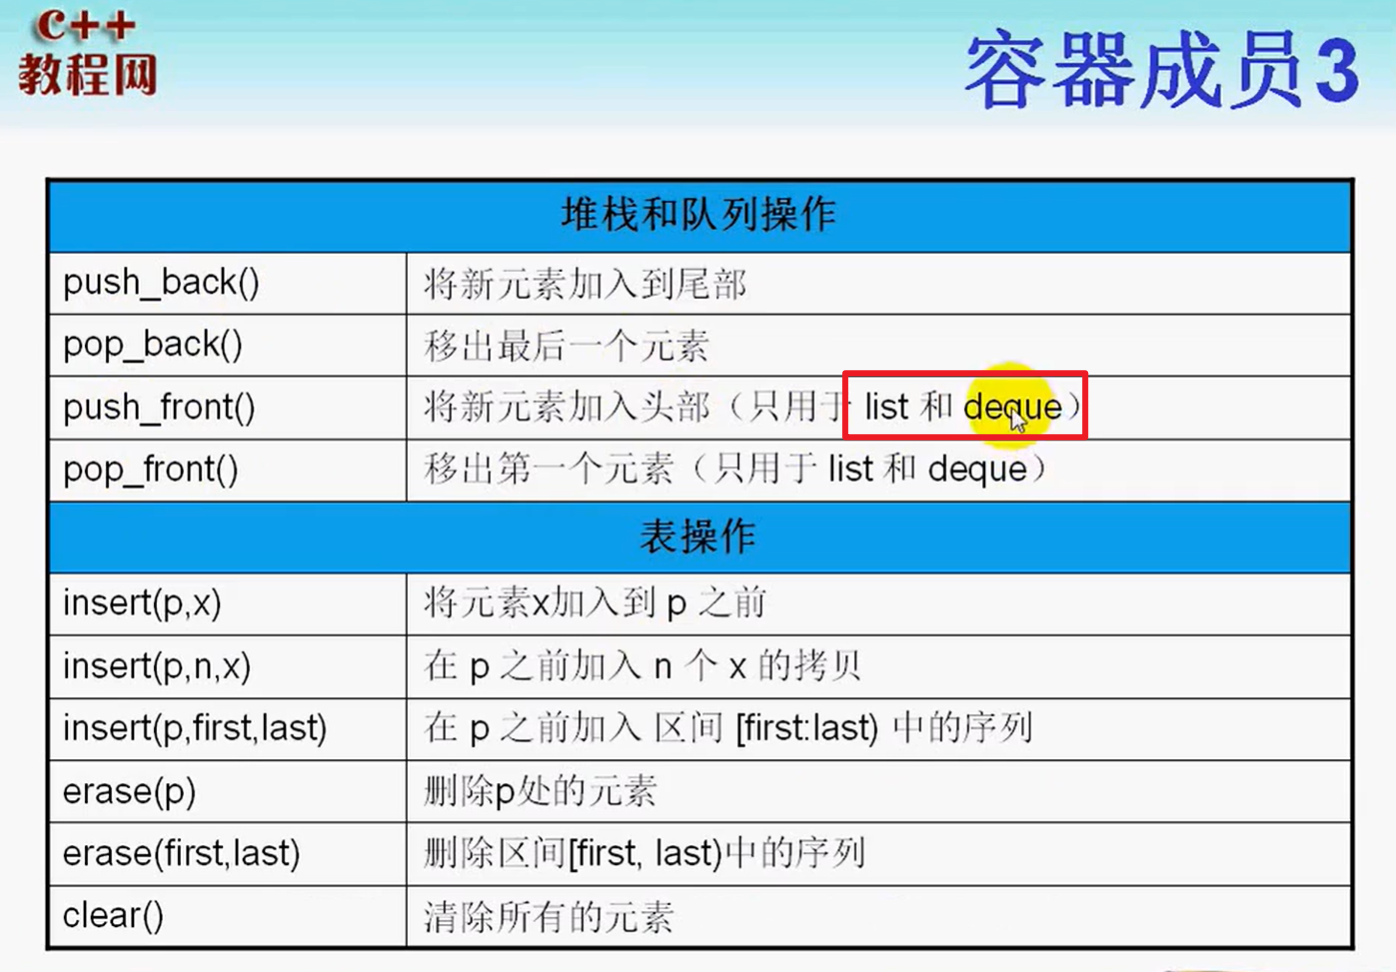 C++
教程网
容器成员3
堆栈和队列操作
push_back() 将新元素加入到尾部
pop_back() 移出最后一个元素
push_front() 将新元素加入头部（只用于 list 和 deque）
pop_front() 移出第一个元素（只用于 list 和 deque）
表操作
insert(p,x) 将元素x加入到 p 之前
insert(p,n,x) 在 p 之前加入 n 个 x 的拷贝
insert(p,first,last) 在 p 之前加入 区间 [first:last) 中的序列
erase(p) 删除p处的元素
erase(first,last) 删除区间[first, last)中的序列
clear() 清除所有的元素